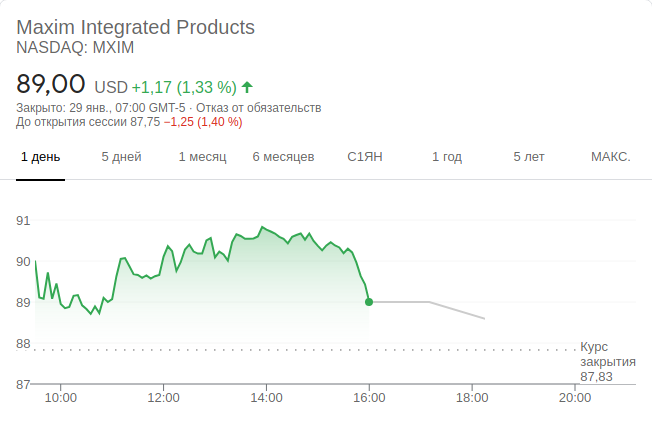 Maxim Integrated Products
NASDAQ: MXIM
89,00 USD +1,17 (1,33 %)
Закрыто: 29 янв., 07:00 GMT-5 · Отказ от обязательств
До открытия сессии 87,75 −1,25 (1,40 %)
1 день 5 дней 1 месяц 6 месяцев С1ЯН 1 год 5 лет МАКС.
91
90
89
88
Курс
закрытия
87,83
87
10:00 12:00 14:00 16:00 18:00 20:00